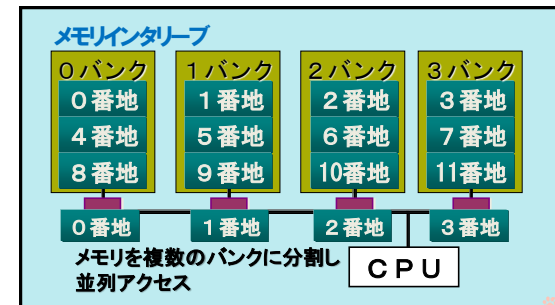 メモリインタリーブ
0バンク 1バンク 2バンク 3バンク
0番地 1番地 2番地 3番地
4番地 5番地 6番地 7番地
8番地 9番地 10番地 11番地
0番地 1番地 2番地 3番地
メモリを複数のバンクに分割し
並列アクセス
CPU